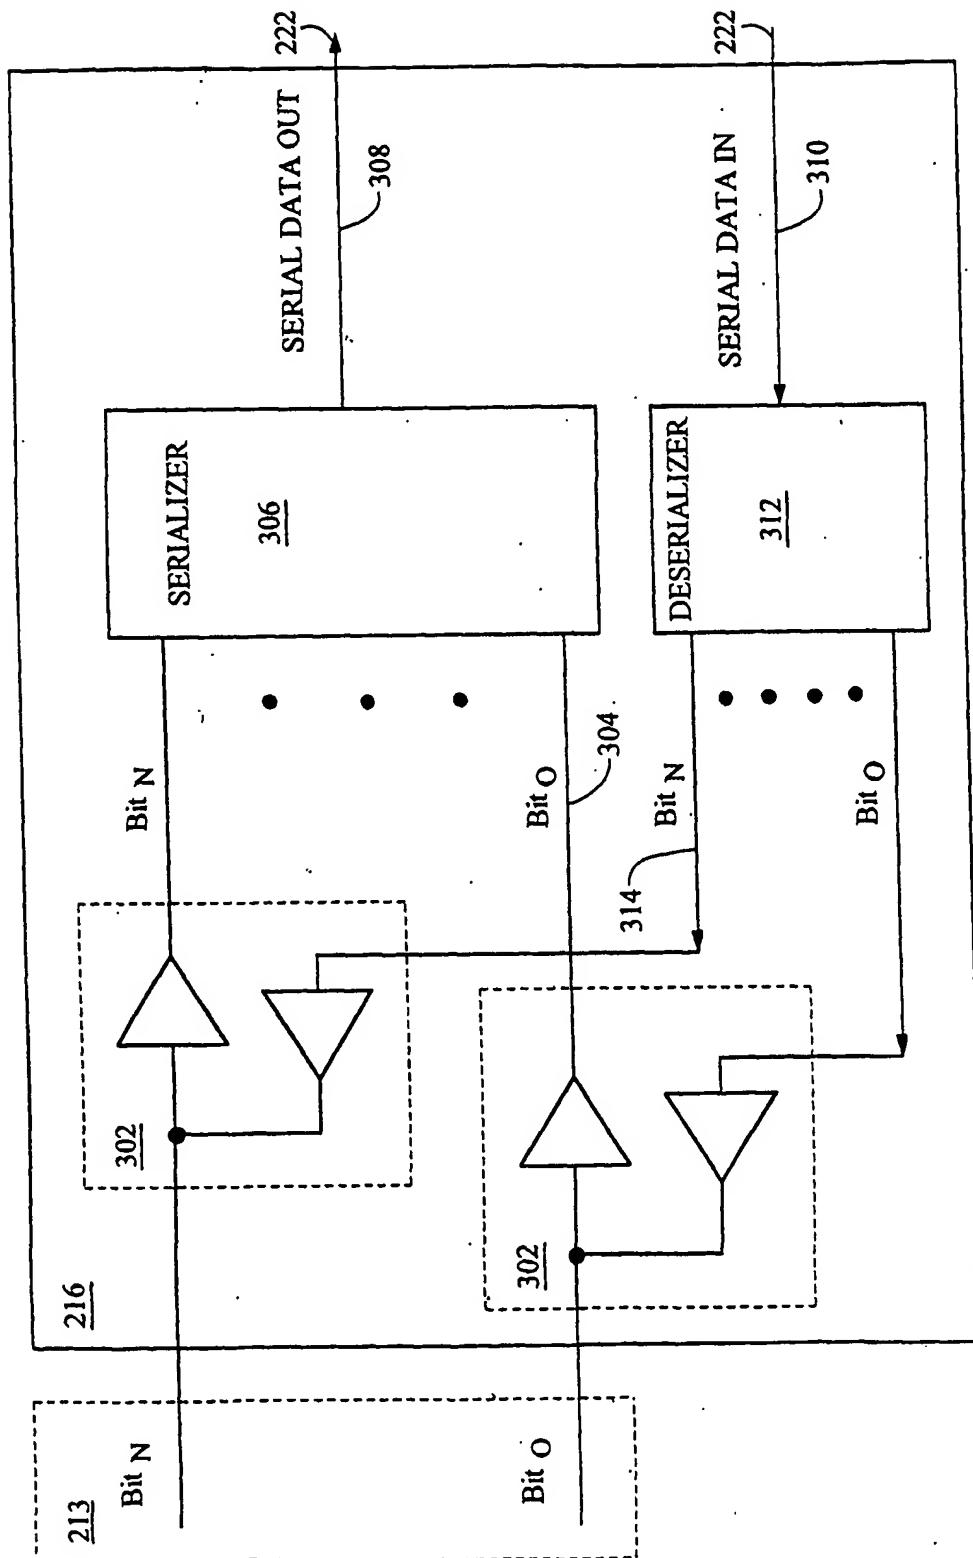 213
Bit N
Bit O
216
302
302
Bit N
Bit O
304
314
Bit N
Bit O
SERIALIZER
306
DESERIALIZER
312
SERIAL DATA OUT
308
222
SERIAL DATA IN
310
222